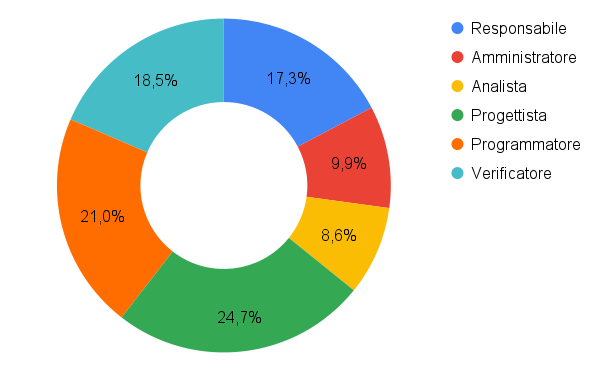 Responsabile
Amministratore
Analista
Progettista
Programmatore
Verificatore
17,3%
9,9%
8,6%
24,7%
21,0%
18,5%